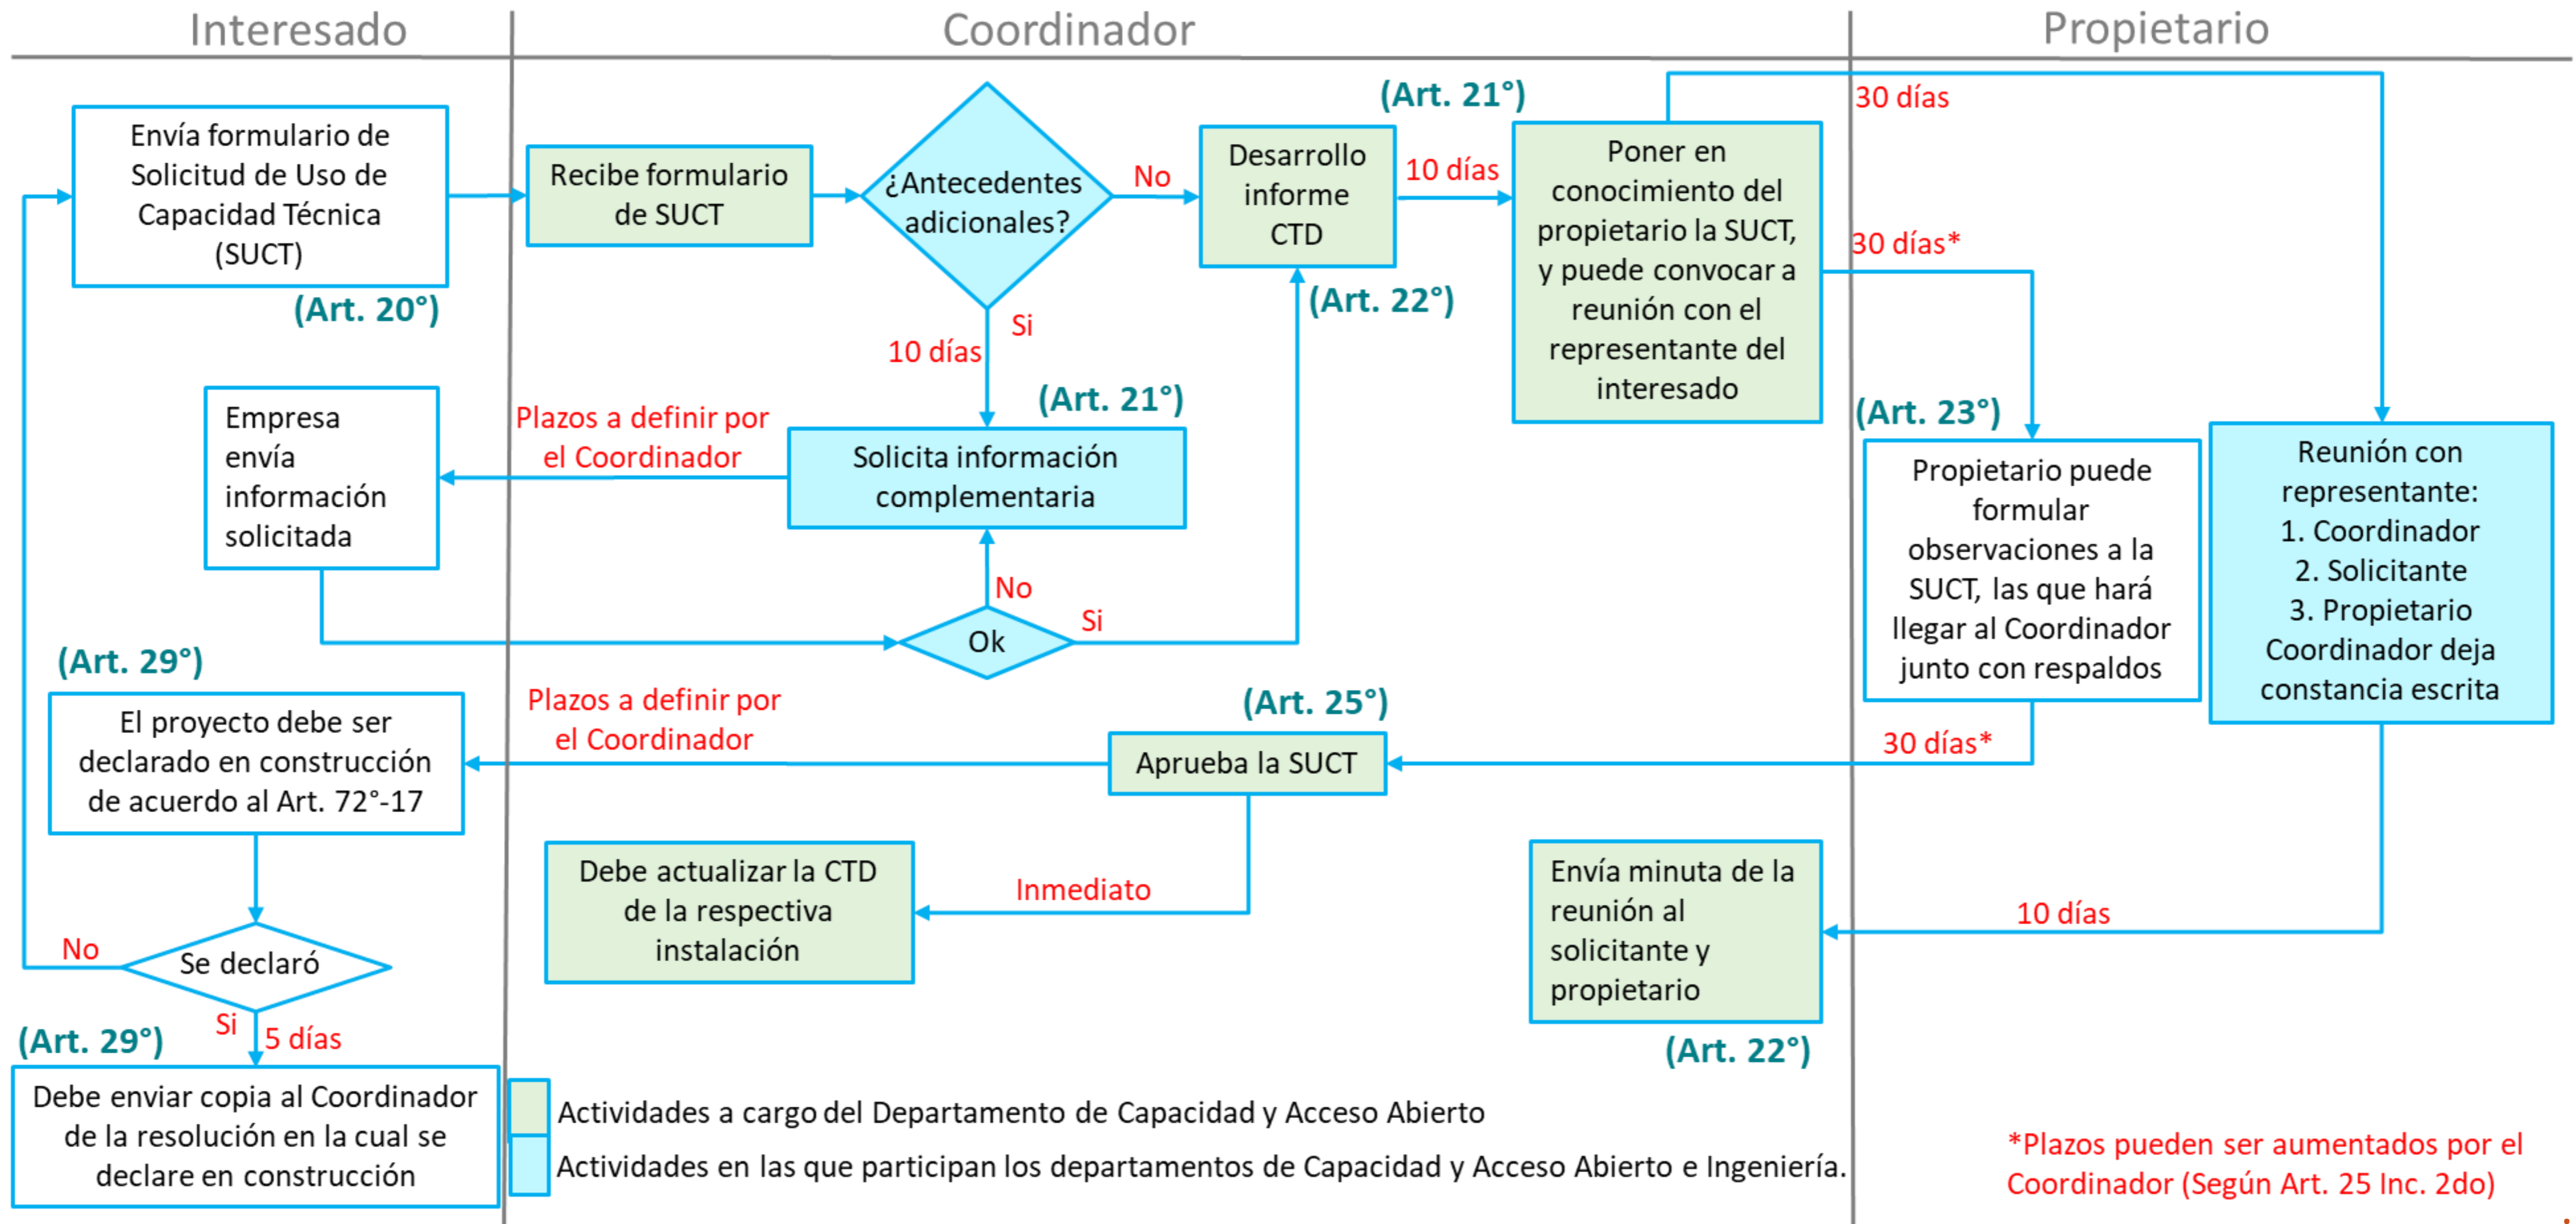 Interesado
Coordinador
Propietario
Envía formulario de
Solicitud de Uso de
Capacidad Técnica
(SUCT)
(Art. 20°)
Recibe formulario
de SUCT
¿Antecedentes
adicionales?
No
Si
10 días
Desarrollo
informe
CTD
(Art. 22°)
10 días
(Art. 21°)
Poner en
conocimiento del
propietario la SUCT,
y puede convocar a
reunión con el
representante del
interesado
30 días
30 días*
Empresa
envía
información
solicitada
Plazos a definir por
el Coordinador
(Art. 21°)
Solicita información
complementaria
No
Ok
Si
(Art. 23°)
Propietario puede
formular
observaciones a la
SUCT, las que hará
llegar al Coordinador
junto con respaldos
Reunión con
representante:
1. Coordinador
2. Solicitante
3. Propietario
Coordinador deja
constancia escrita
(Art. 29°)
El proyecto debe ser
declarado en construcción
de acuerdo al Art. 72°-17
Plazos a definir por
el Coordinador
(Art. 25°)
Aprueba la SUCT
30 días*
Debe actualizar la CTD
de la respectiva
instalación
Inmediato
Envía minuta de la
reunión al
solicitante y
propietario
(Art. 22°)
10 días
No
Se declaró
Si
5 días
(Art. 29°)
Debe enviar copia al Coordinador
de la resolución en la cual se
declare en construcción
Actividades a cargo del Departamento de Capacidad y Acceso Abierto
Actividades en las que participan los departamentos de Capacidad y Acceso Abierto e Ingeniería.
*Plazos pueden ser aumentados por el
Coordinador (Según Art. 25 Inc. 2do)